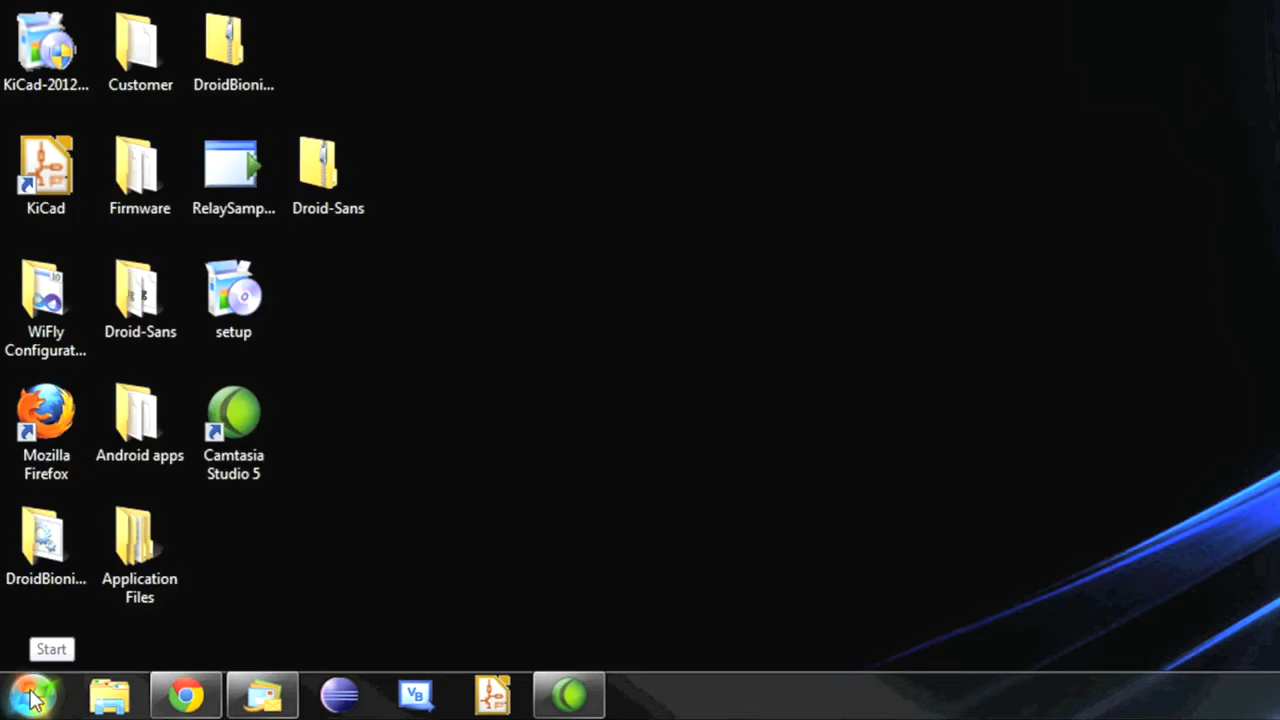 KiCad-2012...
Customer
DroidBioni...
KiCad
Firmware
RelaySamp...
Droid-Sans
WiFly
Configurat...
Droid-Sans
setup
Mozilla
Firefox
Android apps
Camtasia
Studio 5
DroidBioni...
Application
Files
Start
VB